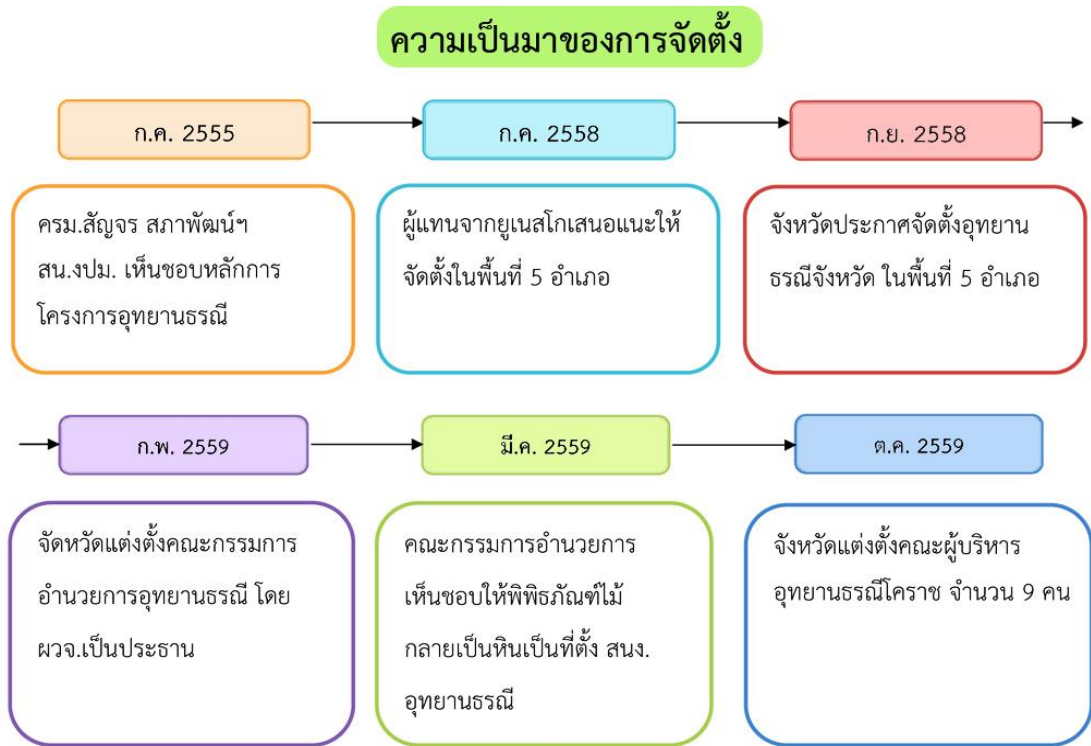 ความเป็นมาของการจัดตั้ง
ก.ค. 2555
ครม.สัญจร สภาพัฒน์ฯ
สน.งปม. เห็นชอบหลักการ
โครงการอุทยานธรณี
ก.ค. 2558
ผู้แทนจากยูเนสโกเสนอแนะให้
จัดตั้งในพื้นที่ 5 อำเภอ
ก.ย. 2558
จังหวัดประกาศจัดตั้งอุทยาน
ธรณีจังหวัด ในพื้นที่ 5 อำเภอ
ก.พ. 2559
จัดหวัดแต่งตั้งคณะกรรมการ
อำนวยการอุทยานธรณี โดย
ผวจ.เป็นประธาน
มี.ค. 2559
คณะกรรมการอำนวยการ
เห็นชอบให้พิพิธภัณฑ์ไม้
กลายเป็นหินเป็นที่ตั้ง สนง.
อุทยานธรณี
ต.ค. 2559
จังหวัดแต่งตั้งคณะผู้บริหาร
อุทยานธรณีโคราช จำนวน 9 คน